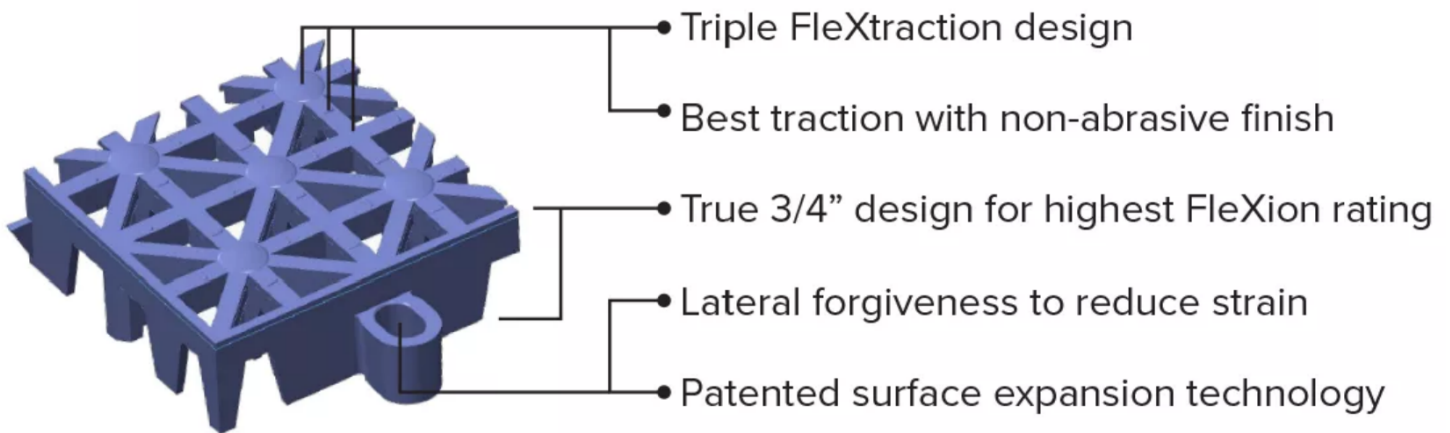 Triple FleXtraction design
Best traction with non-abrasive finish
True 3/4” design for highest FleXion rating
Lateral forgiveness to reduce strain
Patented surface expansion technology